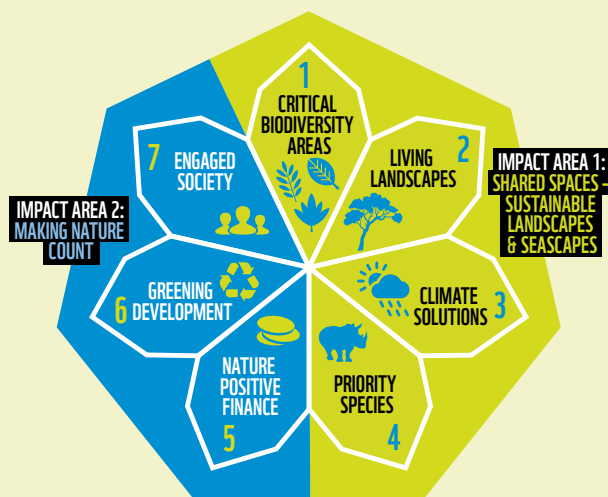 1
CRITICAL
BIODIVERSITY
AREAS
2
LIVING
LANDSCAPES
IMPACT AREA 1:
SHARED SPACES –
SUSTAINABLE
LANDSCAPES
& SEASCAPES
CLIMATE
SOLUTIONS 3
PRIORITY
SPECIES
4
NATURE
POSITIVE
FINANCE
5
GREENING
6 DEVELOPMENT
7 ENGAGED
SOCIETY
IMPACT AREA 2:
MAKING NATURE
COUNT